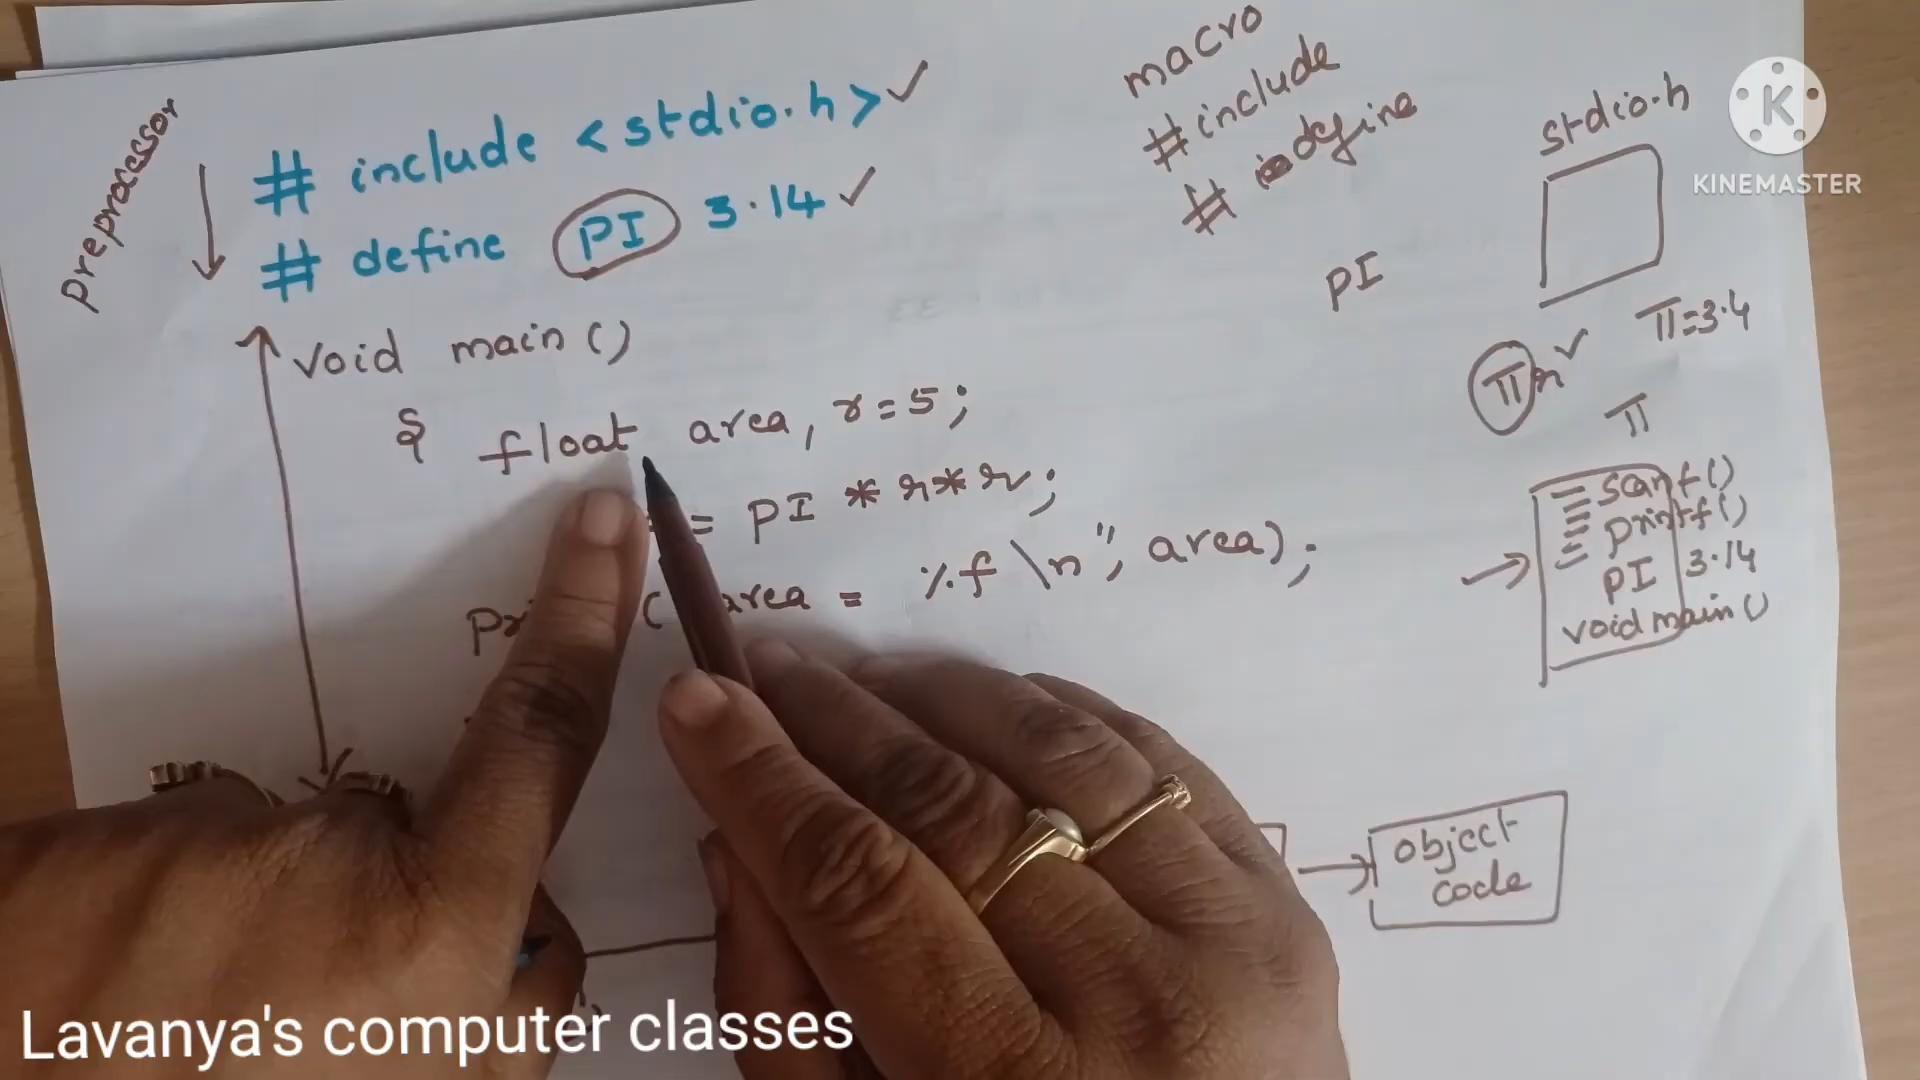 preprocessor
# include <stdio.h> ✓
# define PI 3.14 ✓
void main()
{ float area, r=5;
= PI * r*r;
( area = %f \n", area);
macro
# include
# define
PI
stdio.h
π=3.4
πr
π
scanf()
printf()
PI 3.14
void main()
object
code
KINEMASTER
Lavanya's computer classes